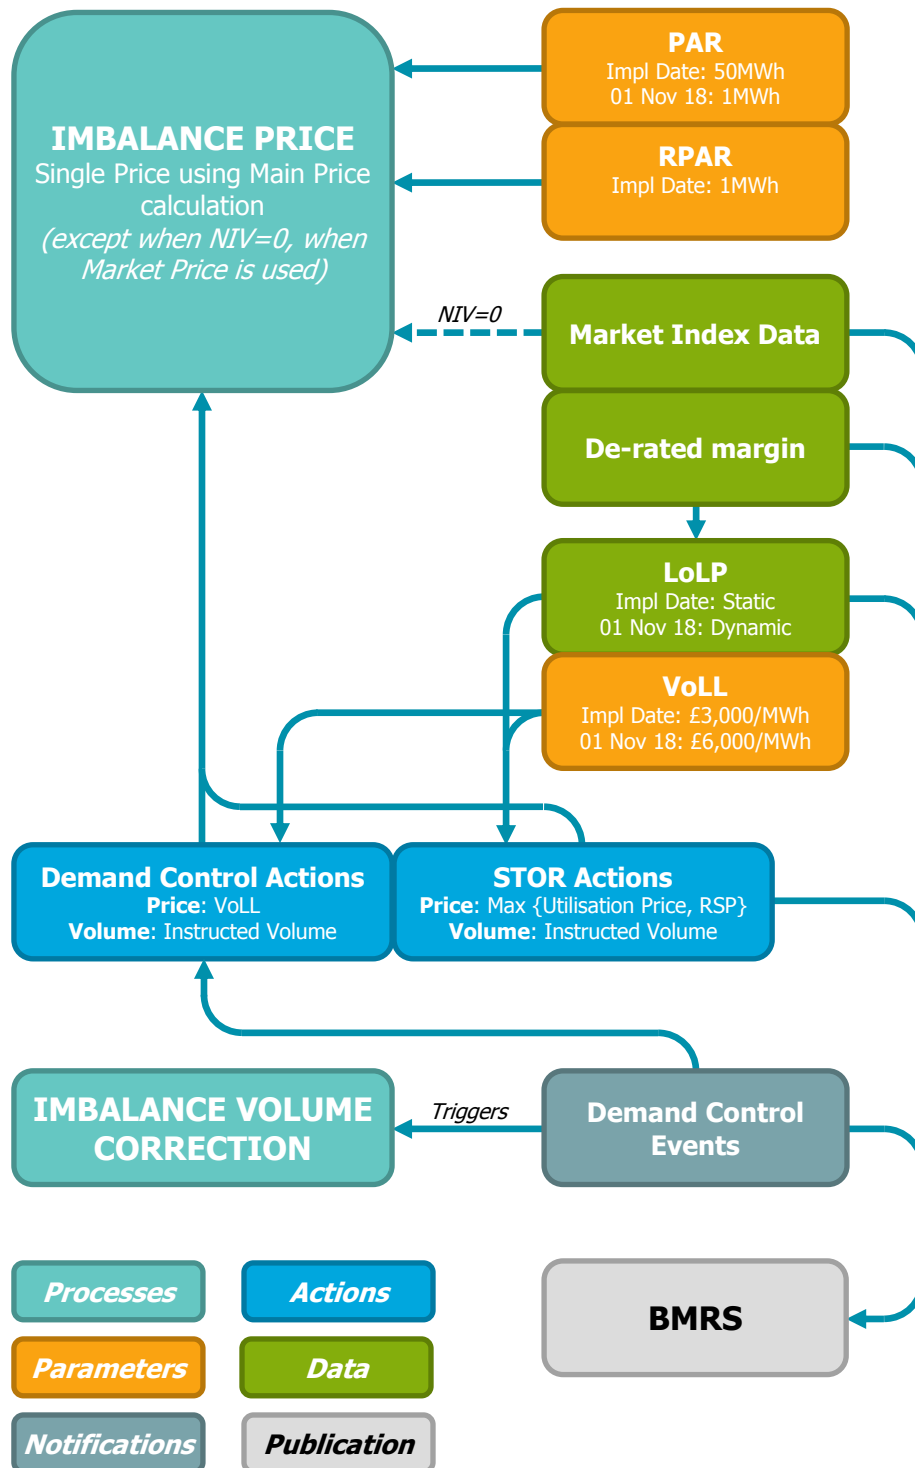 PAR
Impl Date: 50MWh
01 Nov 18: 1MWh
IMBALANCE PRICE
Single Price using Main Price
calculation
(except when NIV=0, when
Market Price is used)
RPAR
Impl Date: 1MWh
NIV=0
Market Index Data
De-rated margin
LoLP
Impl Date: Static
01 Nov 18: Dynamic
VoLL
Impl Date: £3,000/MWh
01 Nov 18: £6,000/MWh
Demand Control Actions
Price: VoLL
Volume: Instructed Volume
STOR Actions
Price: Max {Utilisation Price, RSP}
Volume: Instructed Volume
IMBALANCE VOLUME
CORRECTION
Triggers
Demand Control
Events
Processes
Actions
Parameters
Data
Notifications
Publication
BMRS